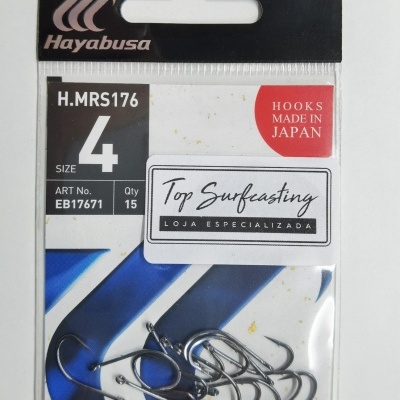 Hayabusa
H.MRS176
SIZE 4
HOOKS
MADE IN
JAPAN
ART No. Qty
EB17671 15
Top Surfcasting
LOJA ESPECIALIZADA